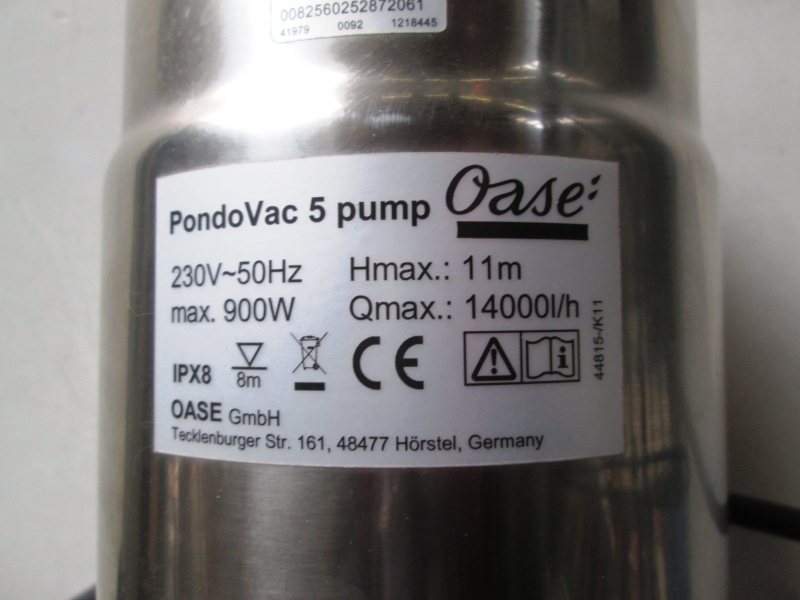 0082560252872061
41979 0092 1218445
PondoVac 5 pump Oase
230V~50Hz Hmax.: 11m
max. 900W Qmax.: 14000l/h
IPX8 8m CE
OASE GmbH
Tecklenburger Str. 161, 48477 Hörstel, Germany
44815-/K11